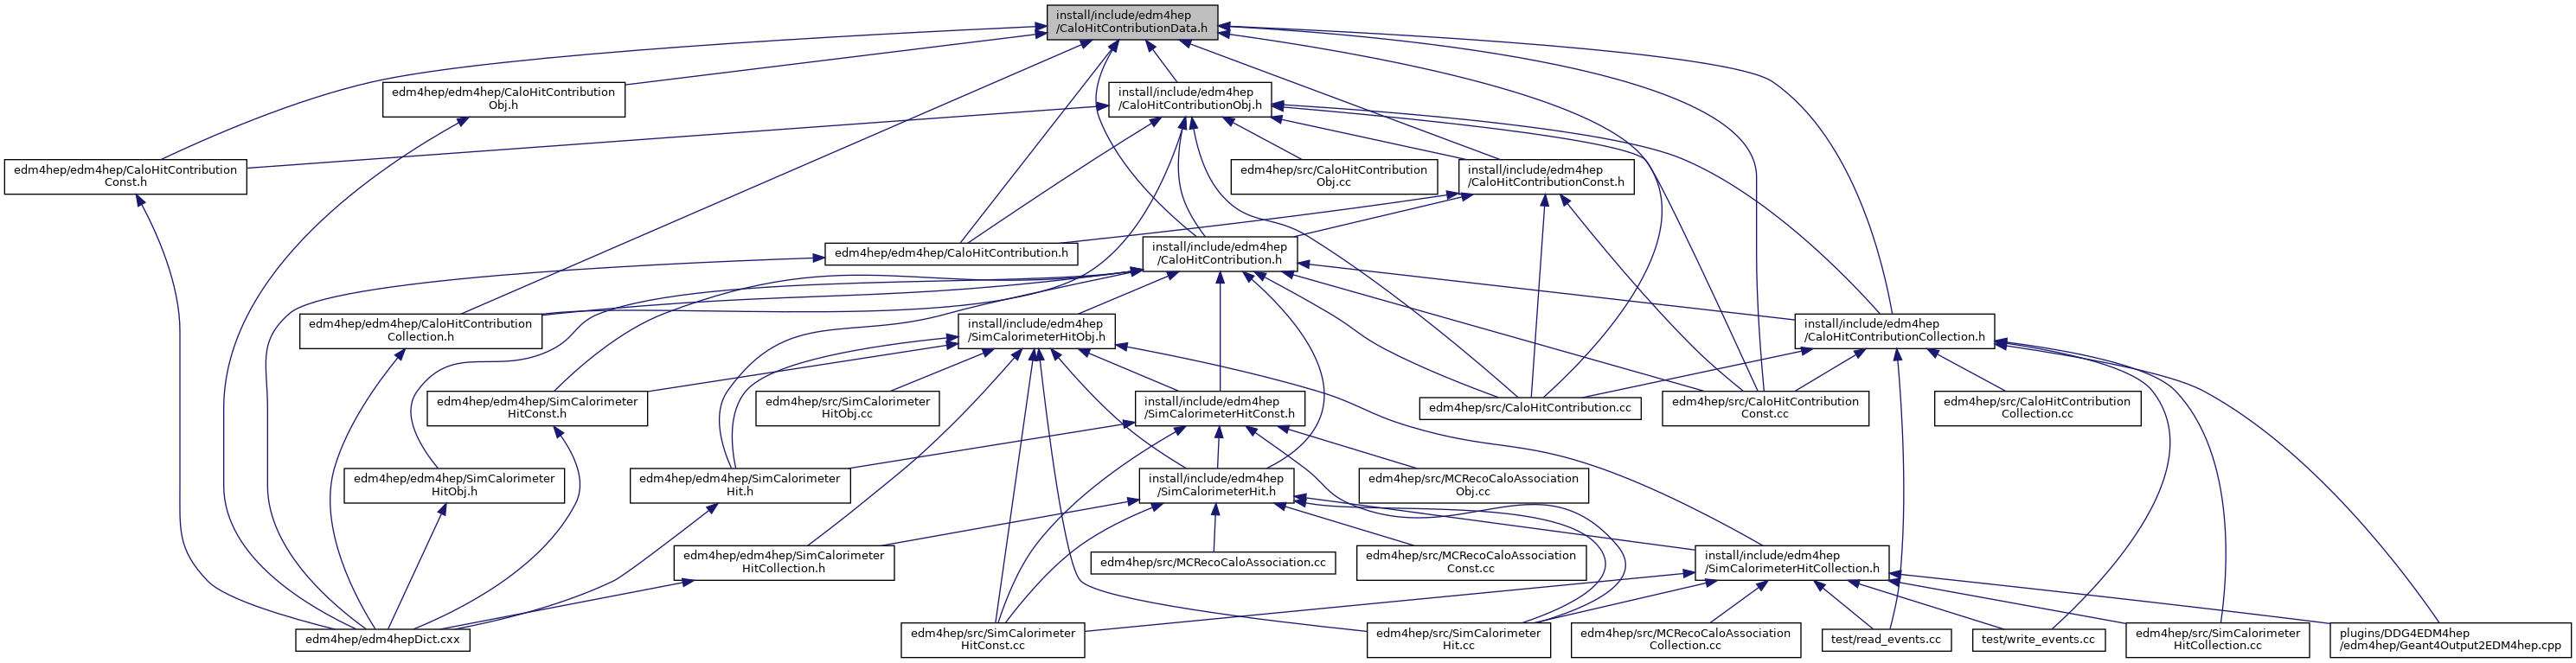 install/include/edm4hep
/CaloHitContributionData.h
edm4hep/edm4hep/CaloHitContribution
Obj.h
install/include/edm4hep
/CaloHitContributionObj.h
edm4hep/edm4hep/CaloHitContribution
Const.h
edm4hep/src/CaloHitContribution
Obj.cc
install/include/edm4hep
/CaloHitContributionConst.h
edm4hep/edm4hep/CaloHitContribution.h
install/include/edm4hep
/CaloHitContribution.h
edm4hep/edm4hep/CaloHitContribution
Collection.h
install/include/edm4hep
/SimCalorimeterHitObj.h
install/include/edm4hep
/CaloHitContributionCollection.h
edm4hep/edm4hep/SimCalorimeter
HitConst.h
edm4hep/src/SimCalorimeter
HitObj.cc
install/include/edm4hep
/SimCalorimeterHitConst.h
edm4hep/src/CaloHitContribution.cc
edm4hep/src/CaloHitContribution
Const.cc
edm4hep/src/CaloHitContribution
Collection.cc
edm4hep/edm4hep/SimCalorimeter
HitObj.h
edm4hep/edm4hep/SimCalorimeter
Hit.h
install/include/edm4hep
/SimCalorimeterHit.h
edm4hep/src/MCRecoCaloAssociation
Obj.cc
edm4hep/edm4hep/SimCalorimeter
HitCollection.h
edm4hep/src/MCRecoCaloAssociation.cc
edm4hep/src/MCRecoCaloAssociation
Const.cc
install/include/edm4hep
/SimCalorimeterHitCollection.h
edm4hep/edm4hepDict.cxx
edm4hep/src/SimCalorimeter
HitConst.cc
edm4hep/src/SimCalorimeter
Hit.cc
edm4hep/src/MCRecoCaloAssociation
Collection.cc
test/read_events.cc
test/write_events.cc
edm4hep/src/SimCalorimeter
HitCollection.cc
plugins/DDG4EDM4hep
/edm4hep/Geant4Output2EDM4hep.cpp